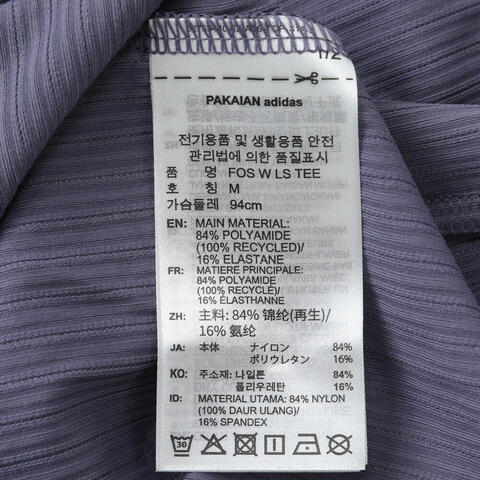 1/2
PAKAIAN adidas
전기용품 및 생활용품 안전
관리법에 의한 품질표시
품 명 FOS W LS TEE
호 칭 M
가슴둘레 94cm
EN: MAIN MATERIAL:
84% POLYAMIDE
(100% RECYCLED)/
16% ELASTANE
FR: MATIERE PRINCIPALE:
84% POLYAMIDE
(100% RECYCLÉ)/
16% ÉLASTHANNE
ZH: 主料: 84% 锦纶(再生)/
16% 氨纶
JA: 本体 ナイロン 84%
ポリウレタン 16%
KO: 주소재: 나일론 84%
폴리우레탄 16%
ID: MATERIAL UTAMA: 84% NYLON
(100% DAUR ULANG)/
16% SPANDEX
30